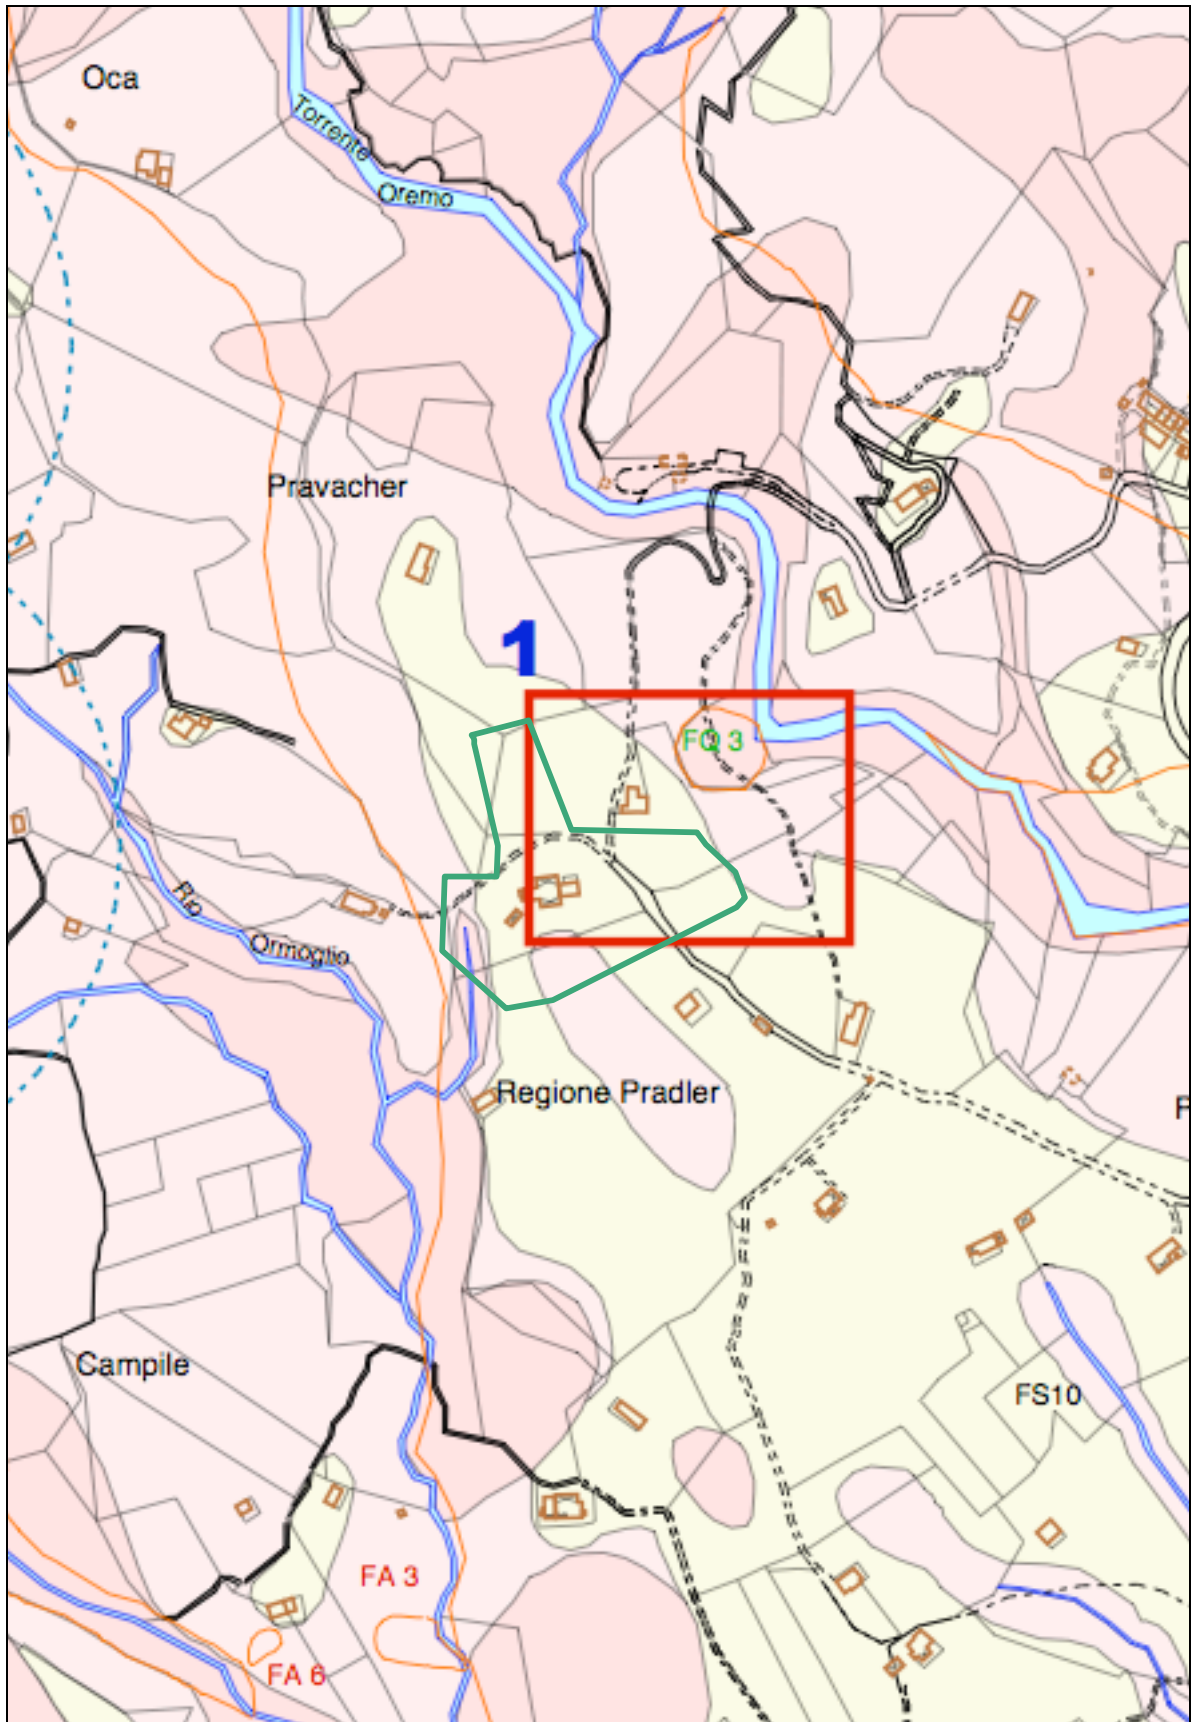 Oca
Torrente
Oremo
Pravacher
1
FQ 3
Rio
Ormoglio
Regione Pradler
Campile
FS10
FA 3
FA 6